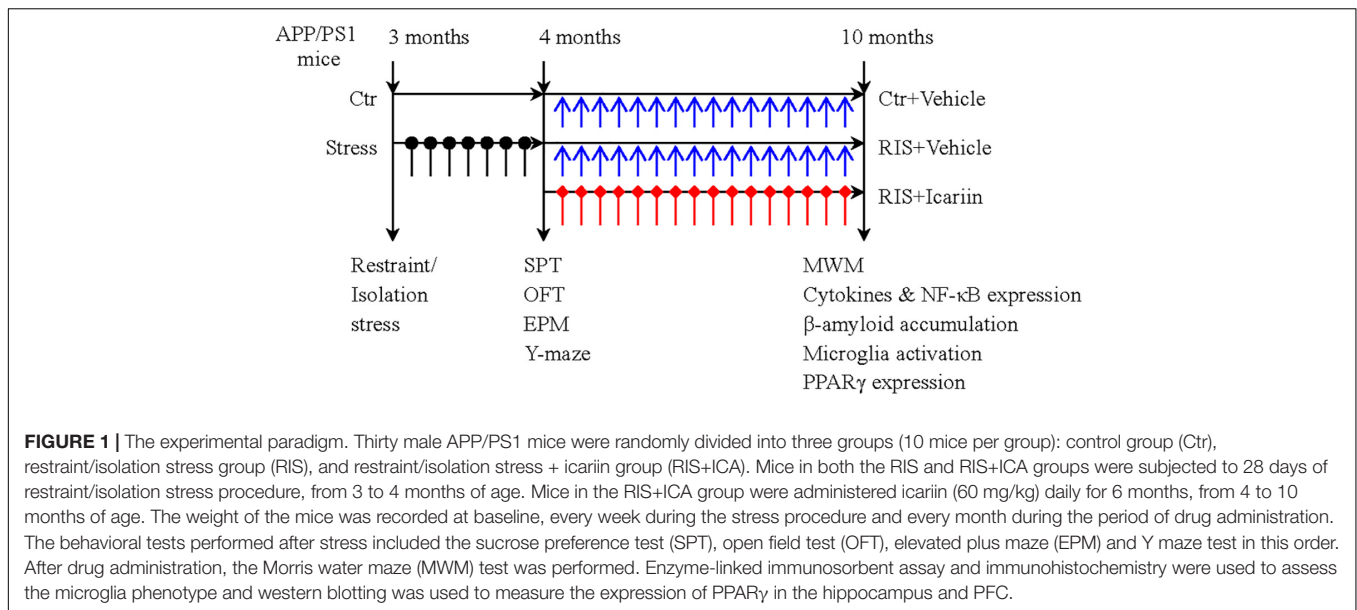 APP/PS1 3 months 4 months 10 months
mice
Ctr Ctr+Vehicle
Stress RIS+Vehicle
RIS+Icariin
Restraint/ SPT MWM
Isolation OFT Cytokines & NF-κB expression
stress EPM β-amyloid accumulation
Y-maze Microglia activation
PPARγ expression
FIGURE 1 | The experimental paradigm. Thirty male APP/PS1 mice were randomly divided into three groups (10 mice per group): control group (Ctr),
restraint/isolation stress group (RIS), and restraint/isolation stress + icariin group (RIS+ICA). Mice in both the RIS and RIS+ICA groups were subjected to 28 days of
restraint/isolation stress procedure, from 3 to 4 months of age. Mice in the RIS+ICA group were administered icariin (60 mg/kg) daily for 6 months, from 4 to 10
months of age. The weight of the mice was recorded at baseline, every week during the stress procedure and every month during the period of drug administration.
The behavioral tests performed after stress included the sucrose preference test (SPT), open field test (OFT), elevated plus maze (EPM) and Y maze test in this order.
After drug administration, the Morris water maze (MWM) test was performed. Enzyme-linked immunosorbent assay and immunohistochemistry were used to assess
the microglia phenotype and western blotting was used to measure the expression of PPARγ in the hippocampus and PFC.